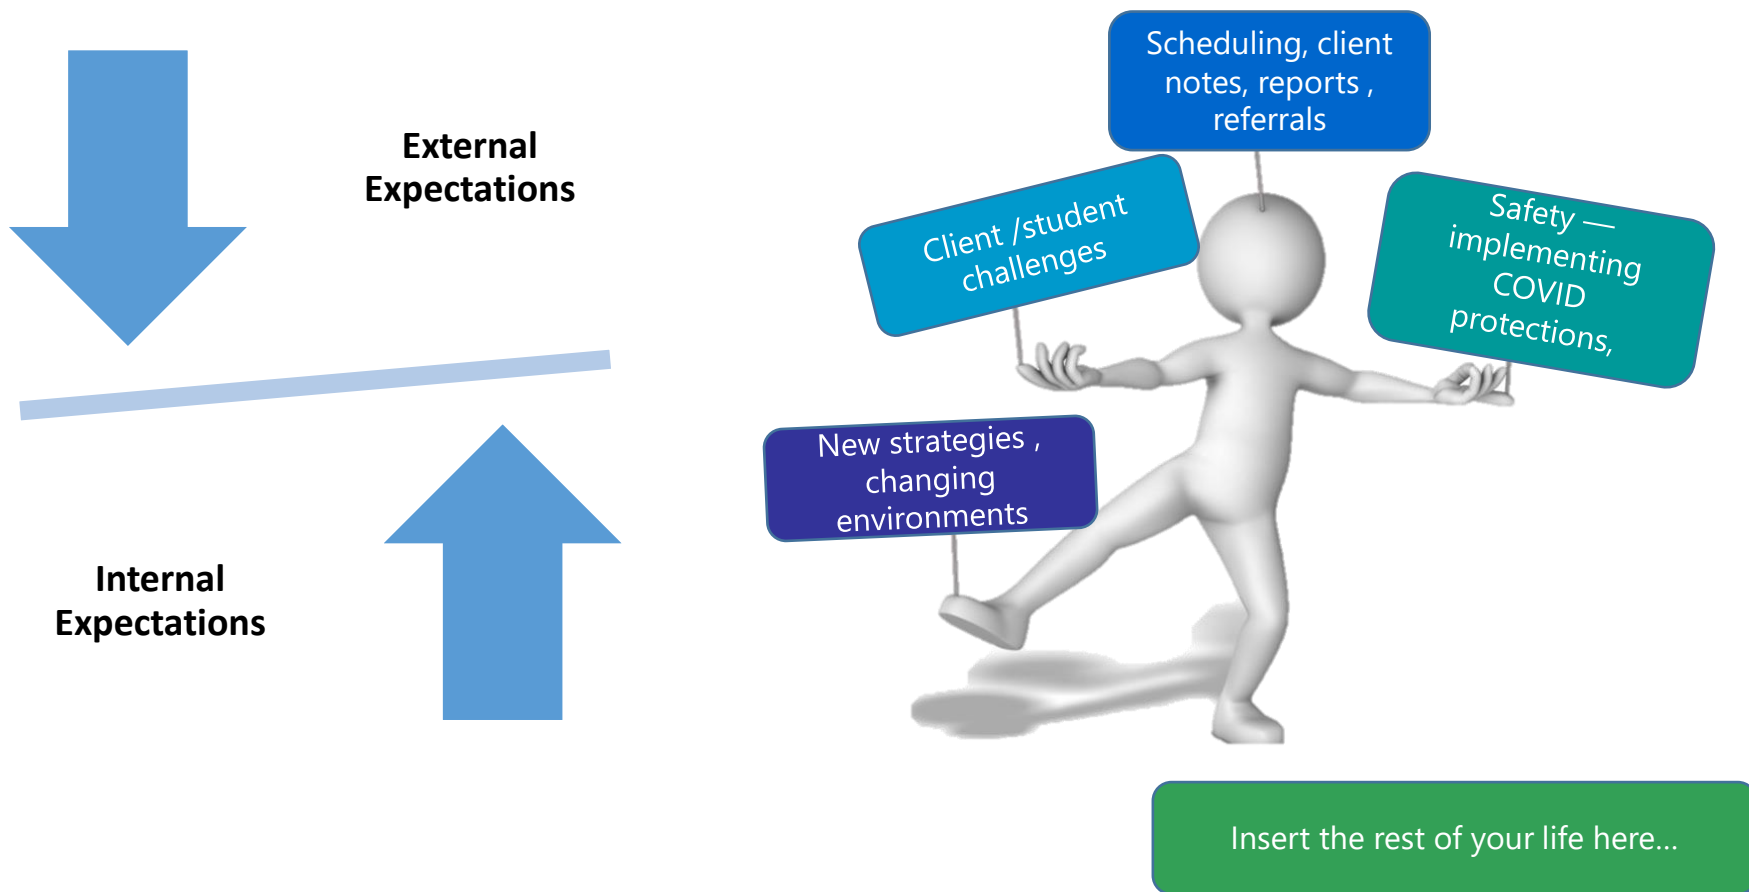 External
Expectations
Internal
Expectations
Scheduling, client
notes, reports ,
referrals
Client /student
challenges
Safety —
implementing
COVID
protections,
New strategies ,
changing
environments
Insert the rest of your life here...